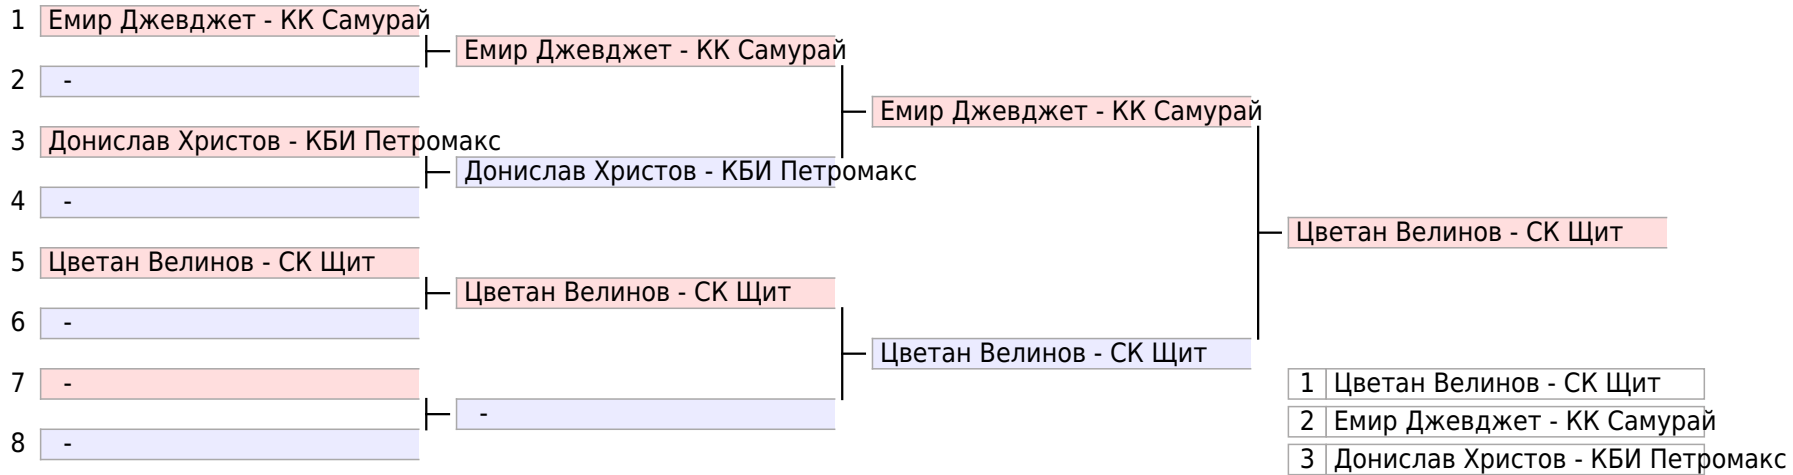 1 Емир Джевджет - КК Самурай
Емир Джевджет - КК Самурай
2 -
Емир Джевджет - КК Самурай
3 Донислав Христов - КБИ Петромакс
Донислав Христов - КБИ Петромакс
4 -
Цветан Велинов - СК Щит
5 Цветан Велинов - СК Щит
Цветан Велинов - СК Щит
6 -
Цветан Велинов - СК Щит
7 -
1 Цветан Велинов - СК Щит
-
2 Емир Джевджет - КК Самурай
8 -
3 Донислав Христов - КБИ Петромакс